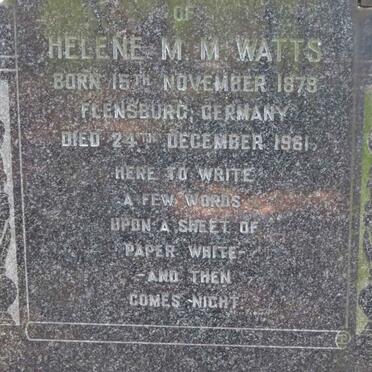 OF
HELENE M. M. WATTS
BORN 15TH NOVEMBER 1878
FLENSBURG, GERMANY
DIED 24TH DECEMBER 1961.
HERE TO WRITE
A FEW WORDS
UPON A SHEET OF
PAPER WHITE-
-AND THEN
COMES NIGHT